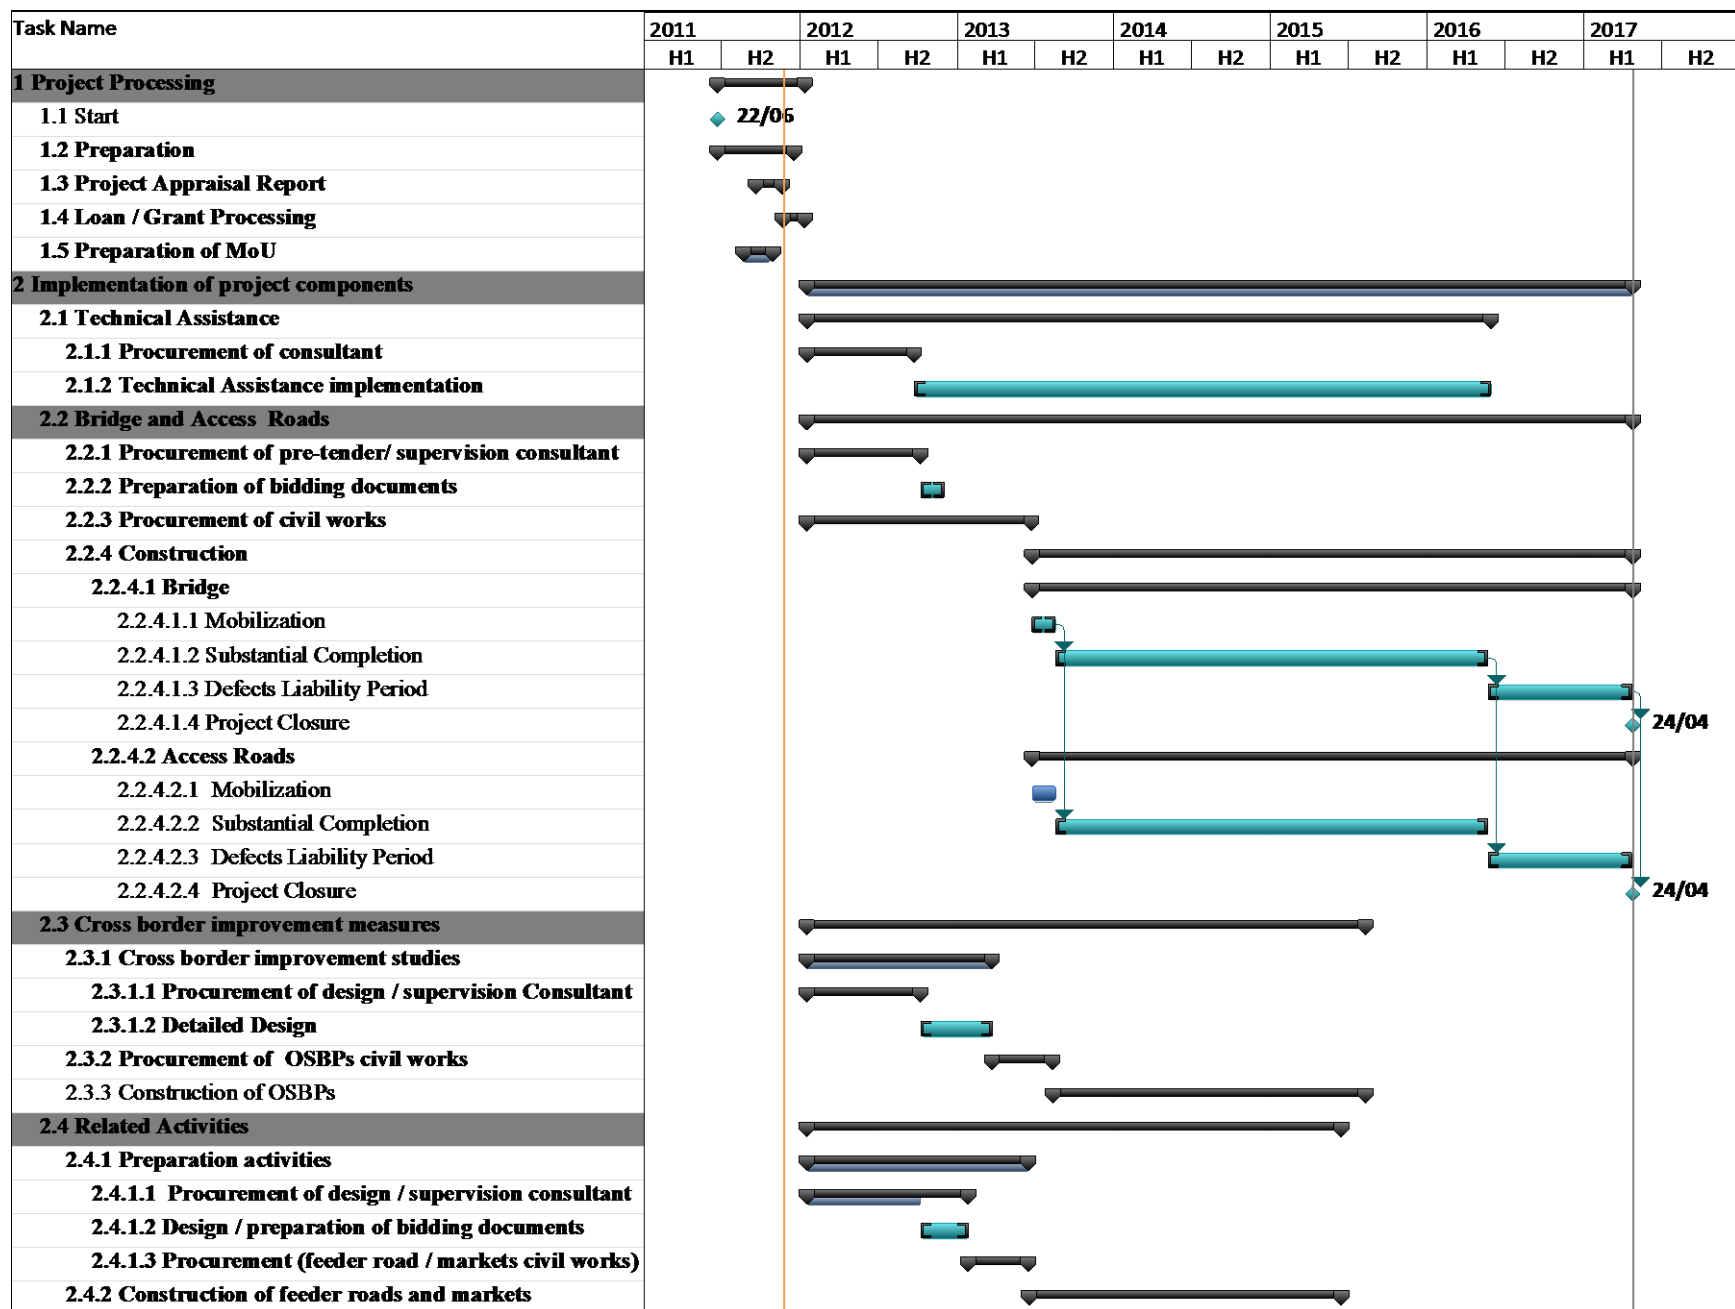 Task Name 2011 2012 2013 2014 2015 2016 2017
H1 H2 H1 H2 H1 H2 H1 H2 H1 H2 H1 H2 H1 H2
1 Project Processing
1.1 Start 22/06
1.2 Preparation
1.3 Project Appraisal Report
1.4 Loan / Grant Processing
1.5 Preparation of MoU
2 Implementation of project components
2.1 Technical Assistance
2.1.1 Procurement of consultant
2.1.2 Technical Assistance implementation
2.2 Bridge and Access Roads
2.2.1 Procurement of pre-tender/ supervision consultant
2.2.2 Preparation of bidding documents
2.2.3 Procurement of civil works
2.2.4 Construction
2.2.4.1 Bridge
2.2.4.1.1 Mobilization
2.2.4.1.2 Substantial Completion
2.2.4.1.3 Defects Liability Period
2.2.4.1.4 Project Closure 24/04
2.2.4.2 Access Roads
2.2.4.2.1 Mobilization
2.2.4.2.2 Substantial Completion
2.2.4.2.3 Defects Liability Period
2.2.4.2.4 Project Closure 24/04
2.3 Cross border improvement measures
2.3.1 Cross border improvement studies
2.3.1.1 Procurement of design / supervision Consultant
2.3.1.2 Detailed Design
2.3.2 Procurement of OSBPs civil works
2.3.3 Construction of OSBPs
2.4 Related Activities
2.4.1 Preparation activities
2.4.1.1 Procurement of design / supervision consultant
2.4.1.2 Design / preparation of bidding documents
2.4.1.3 Procurement (feeder road / markets civil works)
2.4.2 Construction of feeder roads and markets